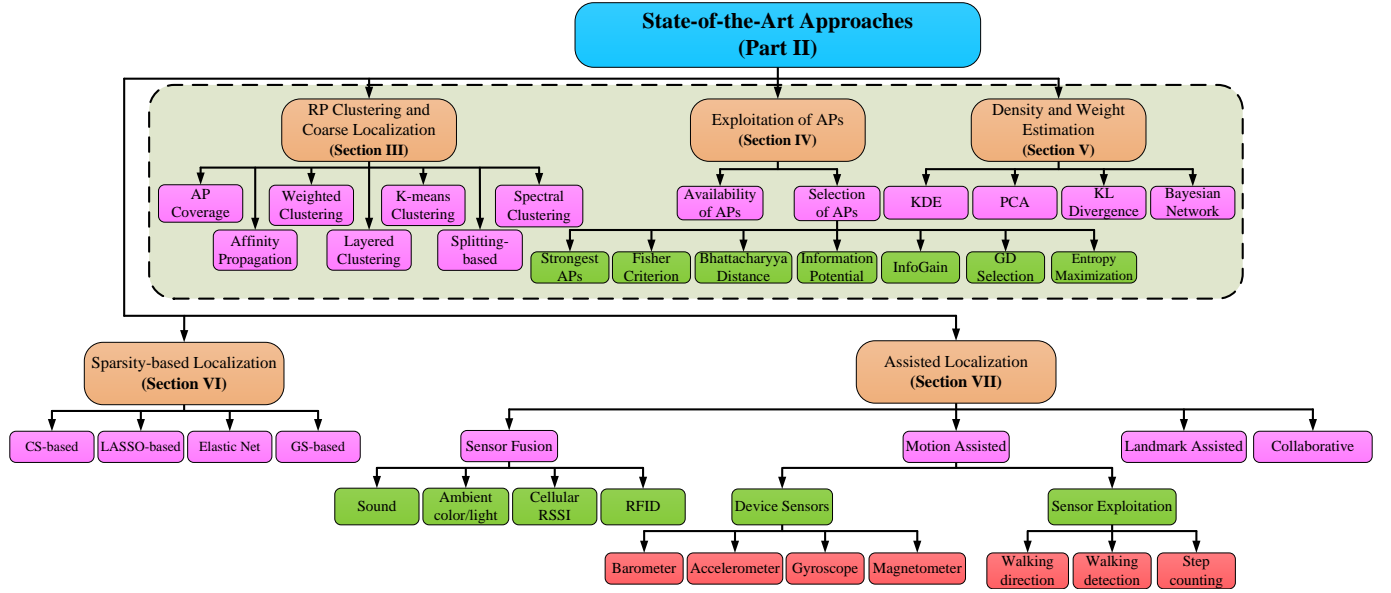 State-of-the-Art Approaches
(Part II)
RP Clustering and
Coarse Localization
(Section III)
Exploitation of APs
(Section IV)
Density and Weight
Estimation
(Section V)
AP
Coverage
Weighted
Clustering
K-means
Clustering
Spectral
Clustering
Affinity
Propagation
Layered
Clustering
Splitting-
based
Availability
of APs
Selection
of APs
KDE
PCA
KL
Divergence
Bayesian
Network
Strongest
APs
Fisher
Criterion
Bhattacharyya
Distance
Information
Potential
InfoGain
GD
Selection
Entropy
Maximization
Sparsity-based Localization
(Section VI)
Assisted Localization
(Section VII)
CS-based
LASSO-based
Elastic Net
GS-based
Sensor Fusion
Motion Assisted
Landmark Assisted
Collaborative
Sound
Ambient
color/light
Cellular
RSSI
RFID
Device Sensors
Sensor Exploitation
Barometer
Accelerometer
Gyroscope
Magnetometer
Walking
direction
Walking
detection
Step
counting